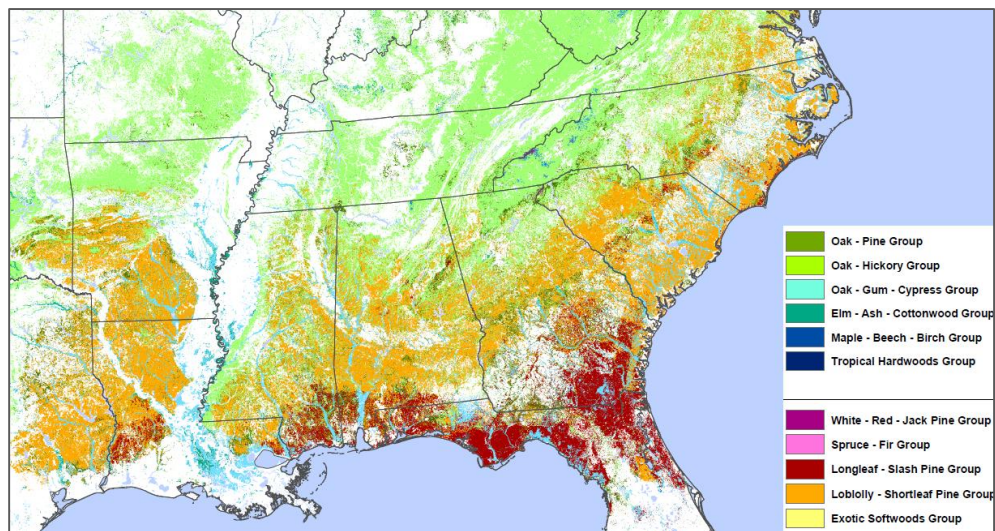 Oak - Pine Group
Oak - Hickory Group
Oak - Gum - Cypress Group
Elm - Ash - Cottonwood Group
Maple - Beech - Birch Group
Tropical Hardwoods Group
White - Red - Jack Pine Group
Spruce - Fir Group
Longleaf - Slash Pine Group
Loblolly - Shortleaf Pine Group
Exotic Softwoods Group